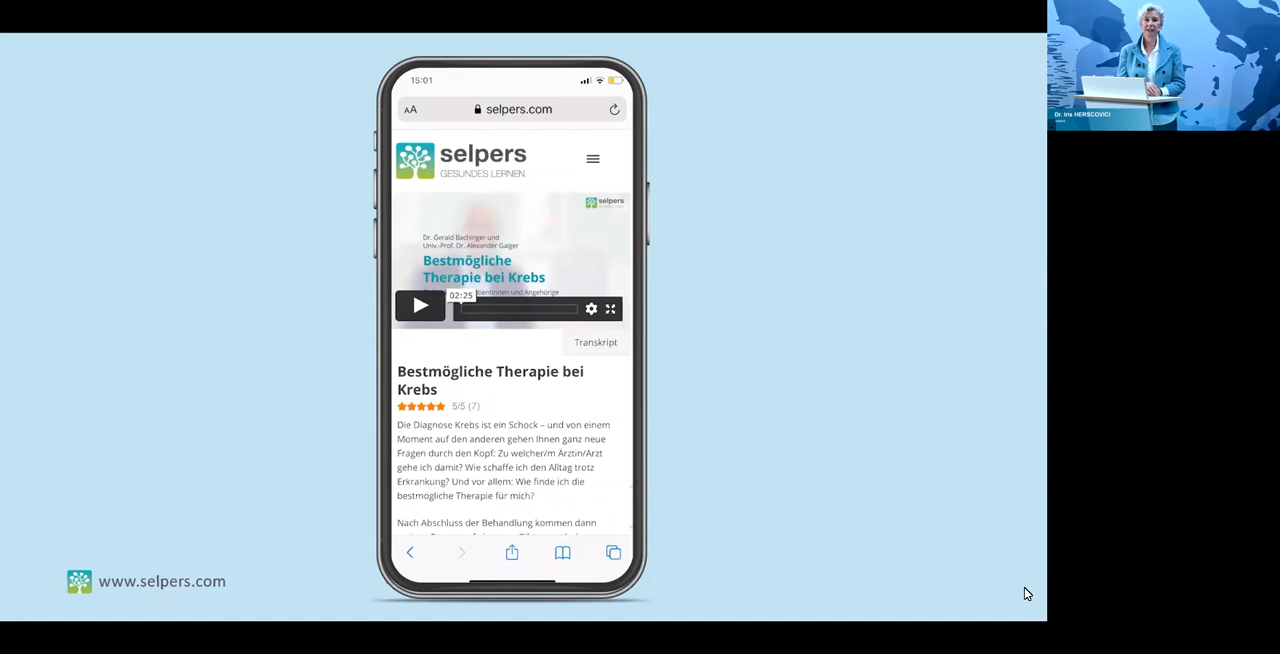 15:01
AA
selpers.com
selpers
GESUNDES LERNEN.
selpers
Dr. Gerald Bachinger und
Univ.-Prof. Dr. Alexander Gaiger
Bestmögliche
Therapie bei Krebs
02:25
tientInnen und Angehörige
Transkript
Bestmögliche Therapie bei
Krebs
5/5 (7)
Die Diagnose Krebs ist ein Schock – und von einem
Moment auf den anderen gehen Ihnen ganz neue
Fragen durch den Kopf: Zu welcher/m Ärztin/Arzt
gehe ich damit? Wie schaffe ich den Alltag trotz
Erkrankung? Und vor allem: Wie finde ich die
bestmögliche Therapie für mich?
Nach Abschluss der Behandlung kommen dann
www.selpers.com
Dr. Iris HERSCOVICI